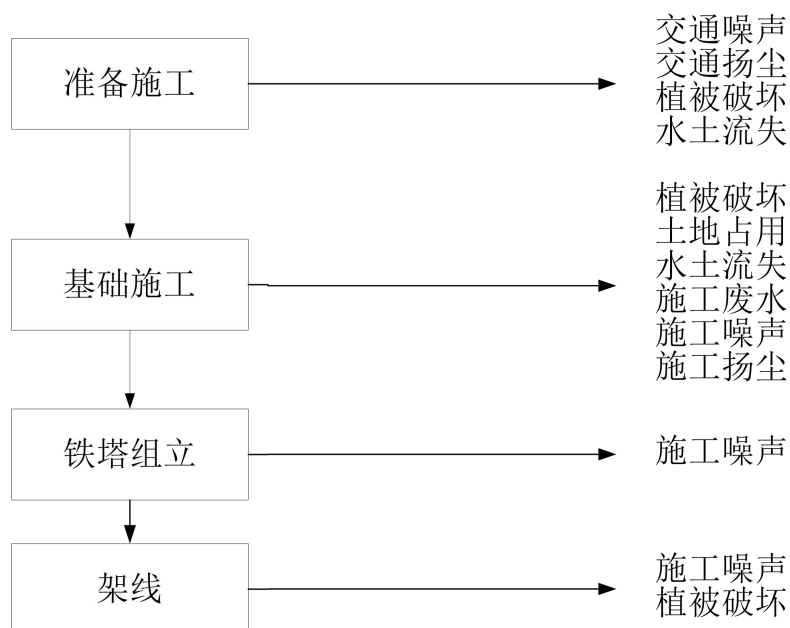 准备施工
交通噪声
交通扬尘
植被破坏
水土流失
基础施工
植被破坏
土地占用
水土流失
施工废水
施工噪声
施工扬尘
铁塔组立
施工噪声
架线
施工噪声
植被破坏